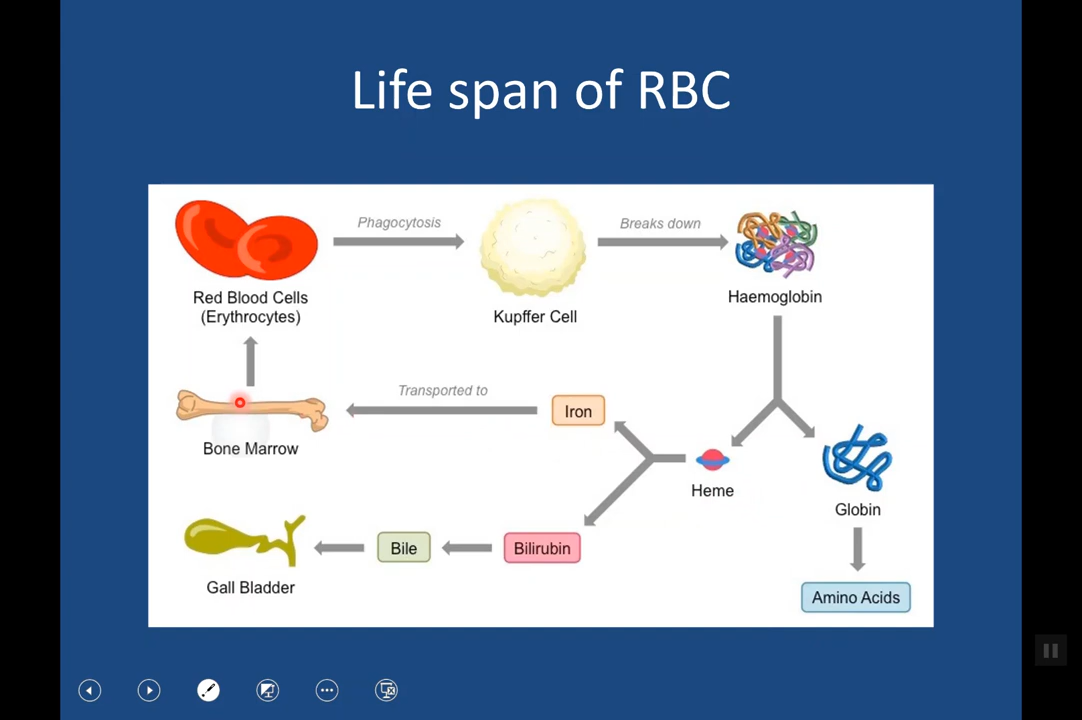 Life span of RBC
Phagocytosis
Breaks down
Red Blood Cells
(Erythrocytes)
Kupffer Cell
Haemoglobin
Transported to
Iron
Bone Marrow
Heme
Globin
Bile
Bilirubin
Gall Bladder
Amino Acids